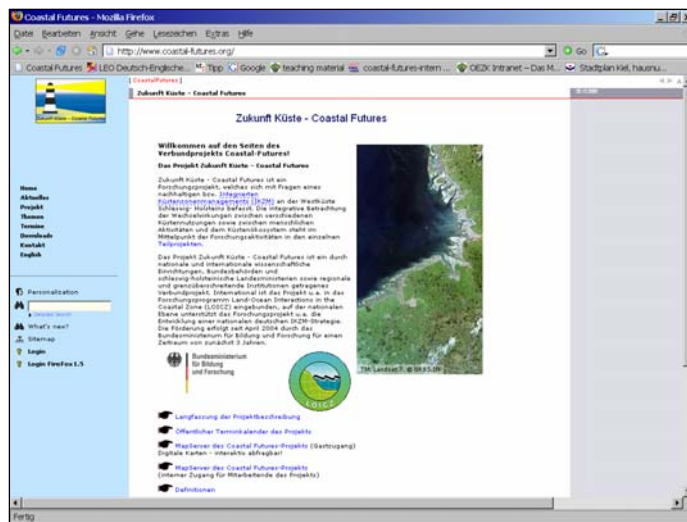 Coastal Futures - Mozilla Firefox
Datei Bearbeiten Ansicht Gehe Lesezeichen Extras Hilfe
http://www.coastal-futures.org/
Go
Coastal Futures LEO Deutsch-Englische... Tipp Google teaching material coastal-futures-intern ... OEZK Intranet – Das M... Stadtplan Kiel, hausnu...
[ CoastalFutures ]
Zukunft Küste - Coastal Futures
Zukunft Küste - Coastal Futures
Zukunft Küste - Coastal Futures
Home
Aktuelles
Projekt
Themen
Termine
Downloads
Kontakt
English
Personalization
Detailed Search
What's new?
Sitemap
Login
Login FireFox 1.5
Willkommen auf den Seiten des
Verbundprojekts Coastal-Futures!
Das Projekt Zukunft Küste - Coastal Futures
Zukunft Küste - Coastal Futures ist ein
Forschungsprojekt, welches sich mit Fragen eines
nachhaltigen bzw. Integrierten
Küstenzonenmanagements (IKZM) an der Westküste
Schleswig- Holsteins befasst. Die integrative Betrachtung
der Wechselwirkungen zwischen verschiedenen
Küstennutzungen sowie zwischen menschlichen
Aktivitäten und dem Küstenökosystem steht im
Mittelpunkt der Forschungsaktivitäten in den einzelnen
Teilprojekten.
Das Projekt Zukunft Küste - Coastal Futures ist ein durch
nationale und internationale wissenschaftliche
Einrichtungen, Bundesbehörden und
schleswig-holsteinische Landesministerien sowie regionale
und grenzüberschreitende Institutionen getragenes
Verbundprojekt. International ist das Projekt u.a. in das
Forschungsprogramm Land-Ocean Interactions in the
Coastal Zone (LOICZ) eingebunden, auf der nationalen
Ebene unterstützt das Forschungsprojekt u.a. die
Entwicklung einer nationalen deutschen IKZM-Strategie.
Die Förderung erfolgt seit April 2004 durch das
Bundesministerium für Bildung und Forschung für einen
Zeitraum von zunächst 3 Jahren.
Bundesministerium
für Bildung
und Forschung
LOICZ
Langfassung der Projektbeschreibung
Öffentlicher Terminkalender des Projekts
MapServer des Coastal Futures-Projekts (Gastzugang)
Digitale Karten - interaktiv abfragbar!
MapServer des Coastal Futures-Projekts
(interner Zugang für Mitarbeitende des Projekts)
Definitionen
Fertig